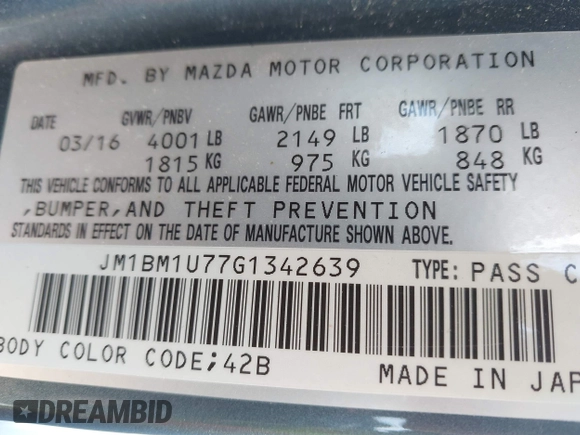 MFD. BY MAZDA MOTOR CORPORATION
DATE GVWR/PNBV GAWR/PNBE FRT GAWR/PNBE RR
03/16 4001 LB 2149 LB 1870 LB
1815 KG 975 KG 848 KG
THIS VEHICLE CONFORMS TO ALL APPLICABLE FEDERAL MOTOR VEHICLE SAFETY
,BUMPER,AND THEFT PREVENTION
STANDARDS IN EFFECT ON THE DATE OF MANUFACTURE SHOWN ABOVE.
JM1BM1U77G1342639 TYPE: PASS C
BODY COLOR CODE;42B
MADE IN JAP
DREAMBID